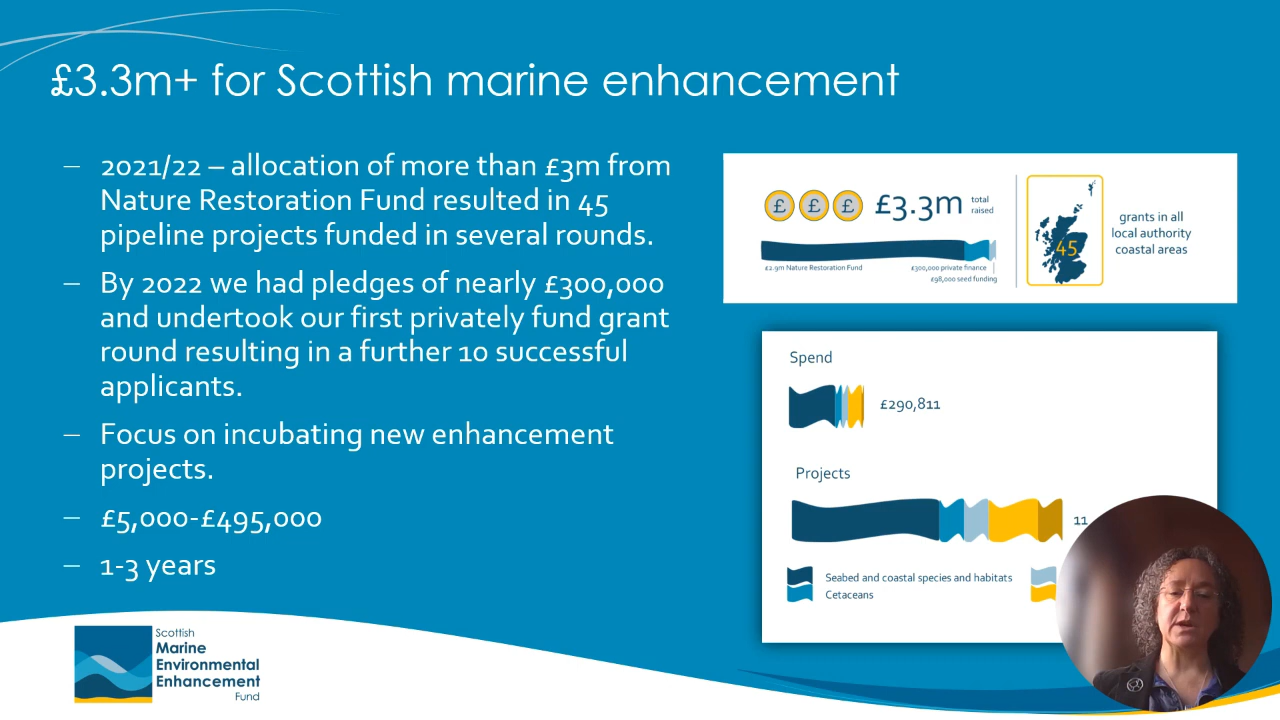 £3.3m+ for Scottish marine enhancement
– 2021/22 – allocation of more than £3m from
Nature Restoration Fund resulted in 45
pipeline projects funded in several rounds.
– By 2022 we had pledges of nearly £300,000
and undertook our first privately fund grant
round resulting in a further 10 successful
applicants.
– Focus on incubating new enhancement
projects.
– £5,000-£495,000
– 1-3 years
£ £ £ £3.3m total
raised
£2.9m Nature Restoration Fund £300,000 private finance
£98,000 seed funding
45
grants in all
local authority
coastal areas
Spend
£290,811
Projects
11
Seabed and coastal species and habitats
Cetaceans
Scottish
Marine
Environmental
Enhancement
Fund